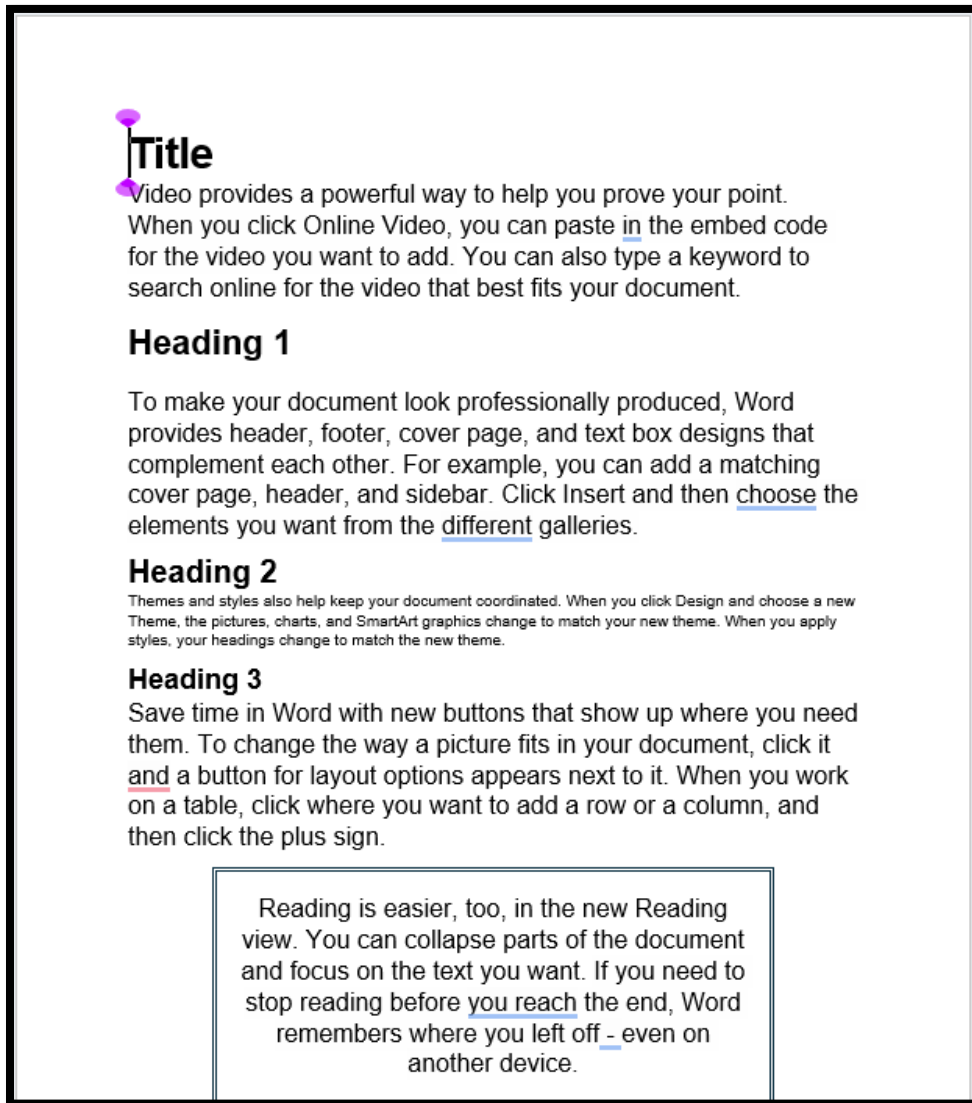 Title
Video provides a powerful way to help you prove your point.
When you click Online Video, you can paste in the embed code
for the video you want to add. You can also type a keyword to
search online for the video that best fits your document.
Heading 1
To make your document look professionally produced, Word
provides header, footer, cover page, and text box designs that
complement each other. For example, you can add a matching
cover page, header, and sidebar. Click Insert and then choose the
elements you want from the different galleries.
Heading 2
Themes and styles also help keep your document coordinated. When you click Design and choose a new
Theme, the pictures, charts, and SmartArt graphics change to match your new theme. When you apply
styles, your headings change to match the new theme.
Heading 3
Save time in Word with new buttons that show up where you need
them. To change the way a picture fits in your document, click it
and a button for layout options appears next to it. When you work
on a table, click where you want to add a row or a column, and
then click the plus sign.
Reading is easier, too, in the new Reading
view. You can collapse parts of the document
and focus on the text you want. If you need to
stop reading before you reach the end, Word
remembers where you left off - even on
another device.